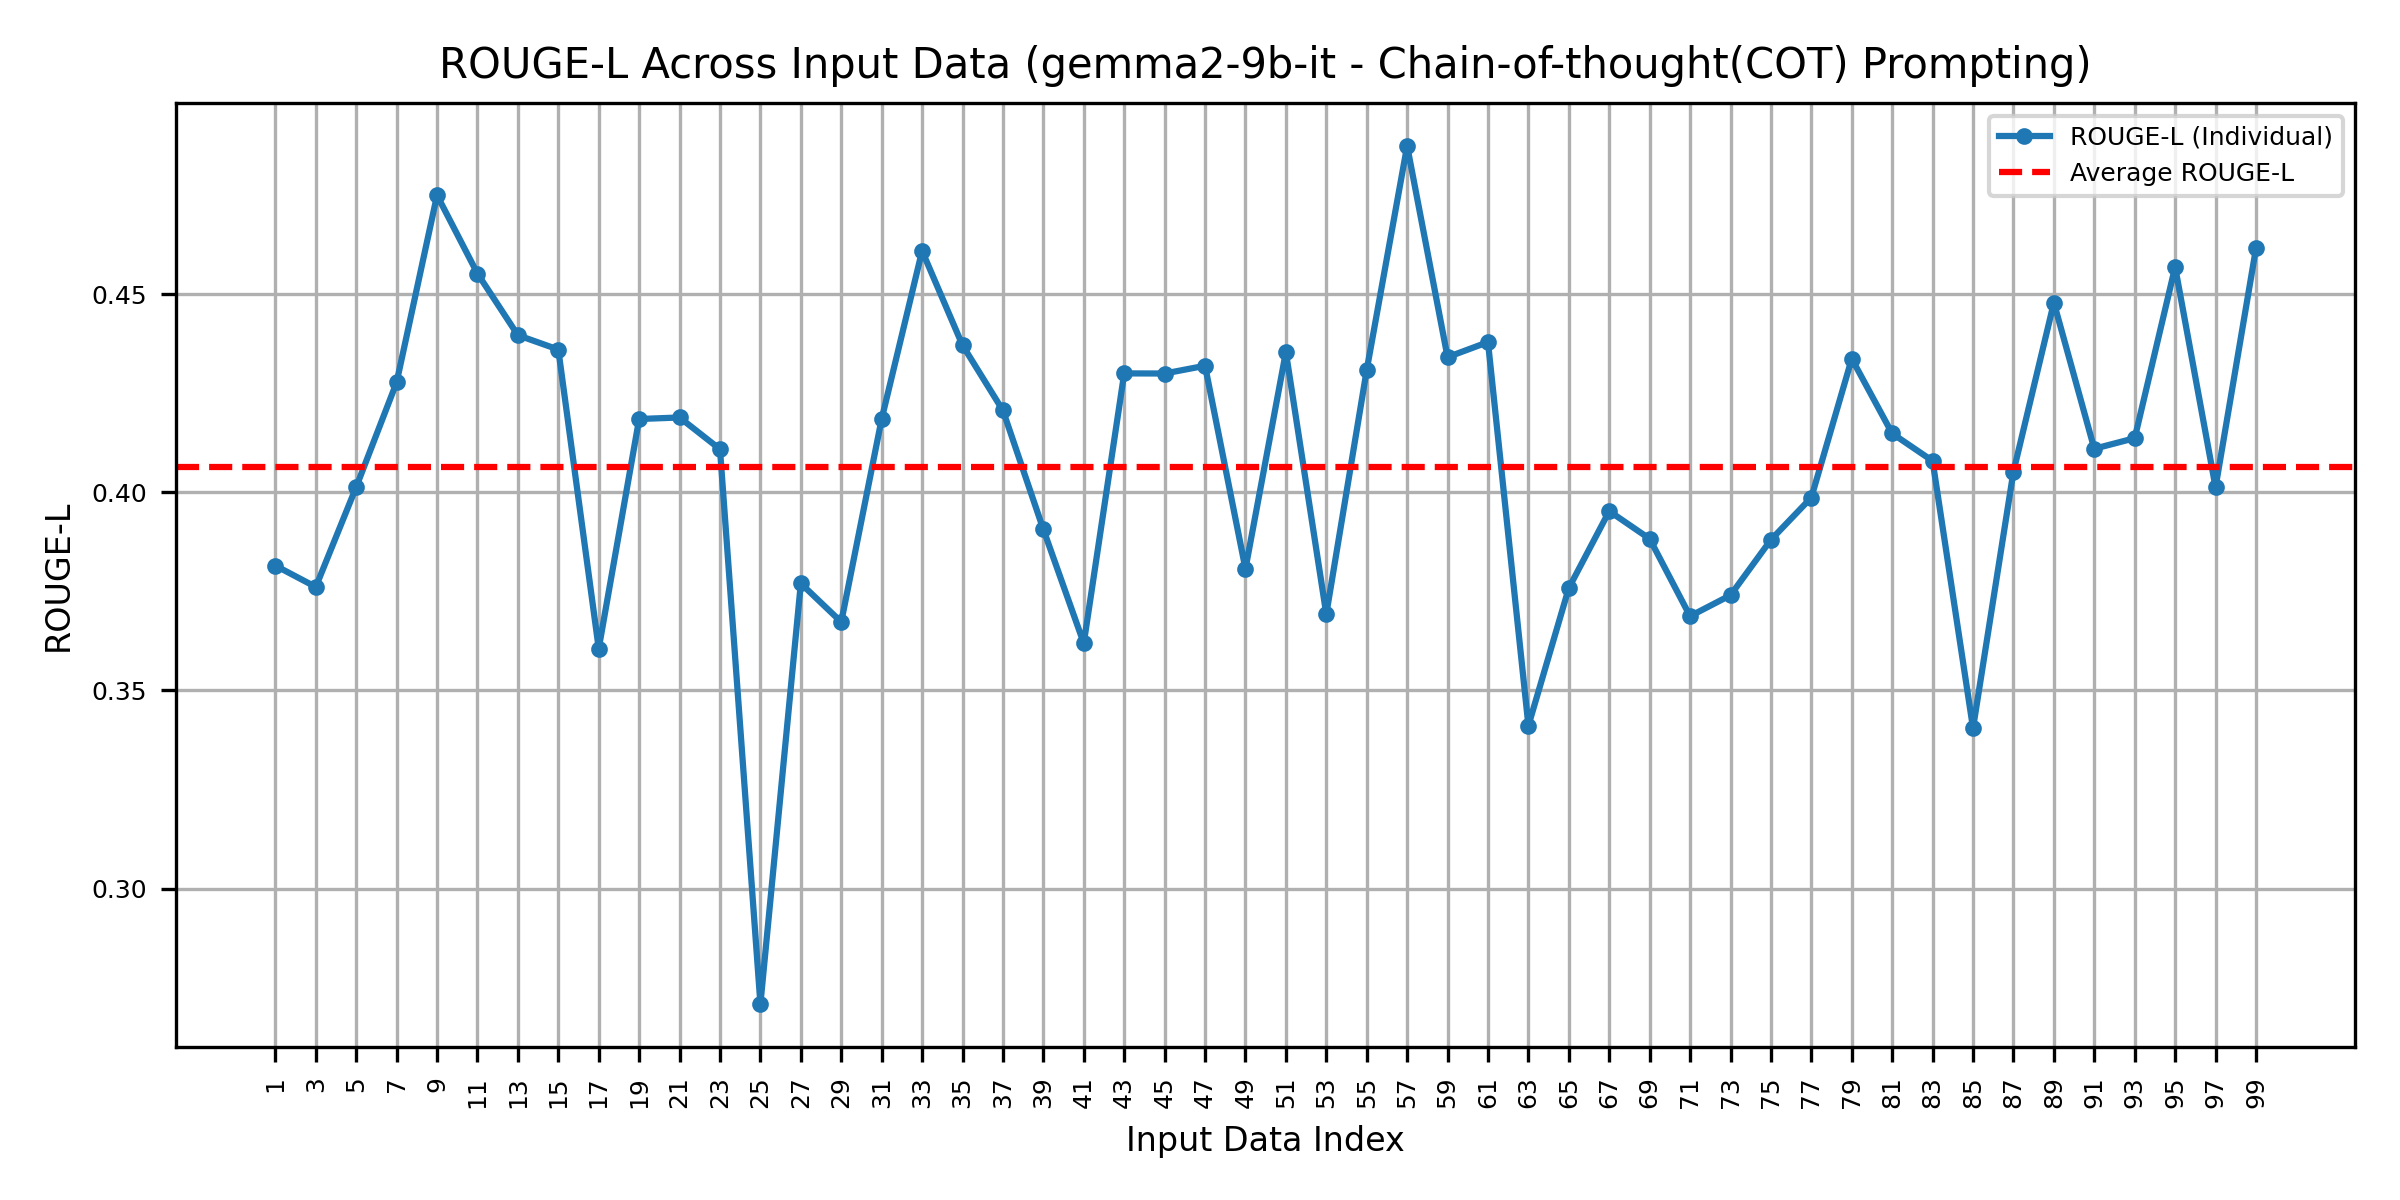 ROUGE-L Across Input Data (gemma2-9b-it - Chain-of-thought(COT) Prompting)
ROUGE-L (Individual)
Average ROUGE-L
ROUGE-L
0.45
0.40
0.35
0.30
1 3 5 7 9 11 13 15 17 19 21 23 25 27 29 31 33 35 37 39 41 43 45 47 49 51 53 55 57 59 61 63 65 67 69 71 73 75 77 79 81 83 85 87 89 91 93 95 97 99
Input Data Index